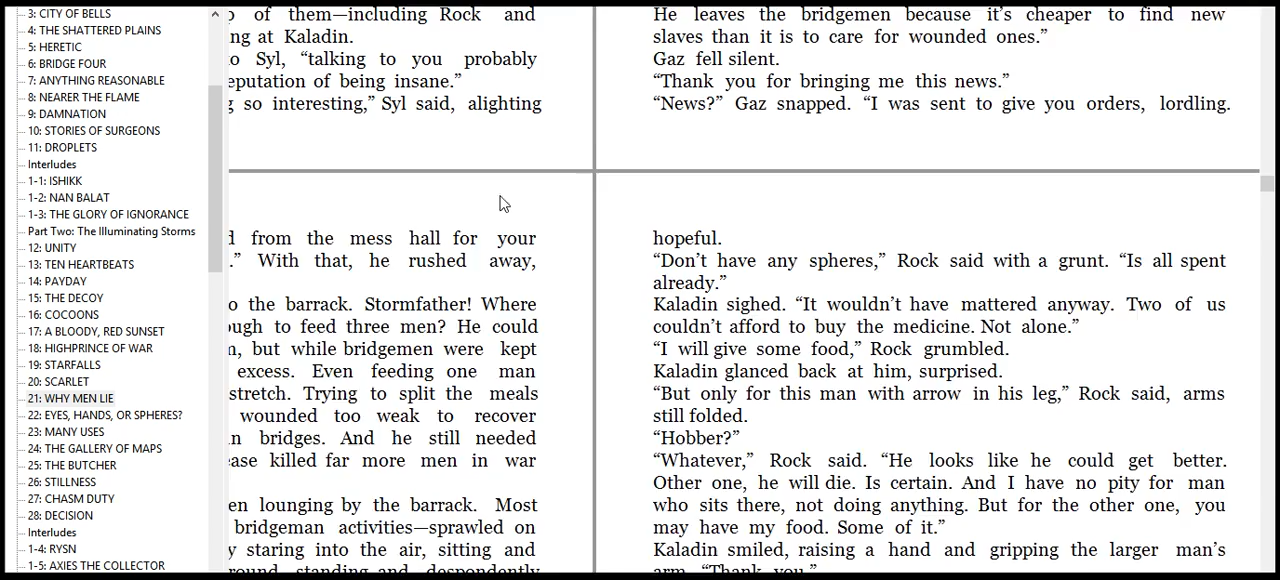 3: CITY OF BELLS
4: THE SHATTERED PLAINS
5: HERETIC
6: BRIDGE FOUR
7: ANYTHING REASONABLE
8: NEARER THE FLAME
9: DAMNATION
10: STORIES OF SURGEONS
11: DROPLETS
Interludes
1-1: ISHIKK
1-2: NAN BALAT
1-3: THE GLORY OF IGNORANCE
Part Two: The Illuminating Storms
12: UNITY
13: TEN HEARTBEATS
14: PAYDAY
15: THE DECOY
16: COCOONS
17: A BLOODY, RED SUNSET
18: HIGHPRINCE OF WAR
19: STARFALLS
20: SCARLET
21: WHY MEN LIE
22: EYES, HANDS, OR SPHERES?
23: MANY USES
24: THE GALLERY OF MAPS
25: THE BUTCHER
26: STILLNESS
27: CHASM DUTY
28: DECISION
Interludes
1-4: RYSN
1-5: AXIES THE COLLECTOR
of them—including Rock and
ng at Kaladin.
o Syl, “talking to you probably
eputation of being insane.”
g so interesting,” Syl said, alighting
from the mess hall for your
.” With that, he rushed away,
o the barrack. Stormfather! Where
ugh to feed three men? He could
n, but while bridgemen were kept
excess. Even feeding one man
stretch. Trying to split the meals
wounded too weak to recover
n bridges. And he still needed
ease killed far more men in war
en lounging by the barrack. Most
bridgeman activities—sprawled on
y staring into the air, sitting and
round, standing and despondently
He leaves the bridgemen because it’s cheaper to find new
slaves than it is to care for wounded ones.”
Gaz fell silent.
“Thank you for bringing me this news.”
“News?” Gaz snapped. “I was sent to give you orders, lordling.
hopeful.
“Don’t have any spheres,” Rock said with a grunt. “Is all spent
already.”
Kaladin sighed. “It wouldn’t have mattered anyway. Two of us
couldn’t afford to buy the medicine. Not alone.”
“I will give some food,” Rock grumbled.
Kaladin glanced back at him, surprised.
“But only for this man with arrow in his leg,” Rock said, arms
still folded.
“Hobber?”
“Whatever,” Rock said. “He looks like he could get better.
Other one, he will die. Is certain. And I have no pity for man
who sits there, not doing anything. But for the other one, you
may have my food. Some of it.”
Kaladin smiled, raising a hand and gripping the larger man’s
arm. “Thank you.”